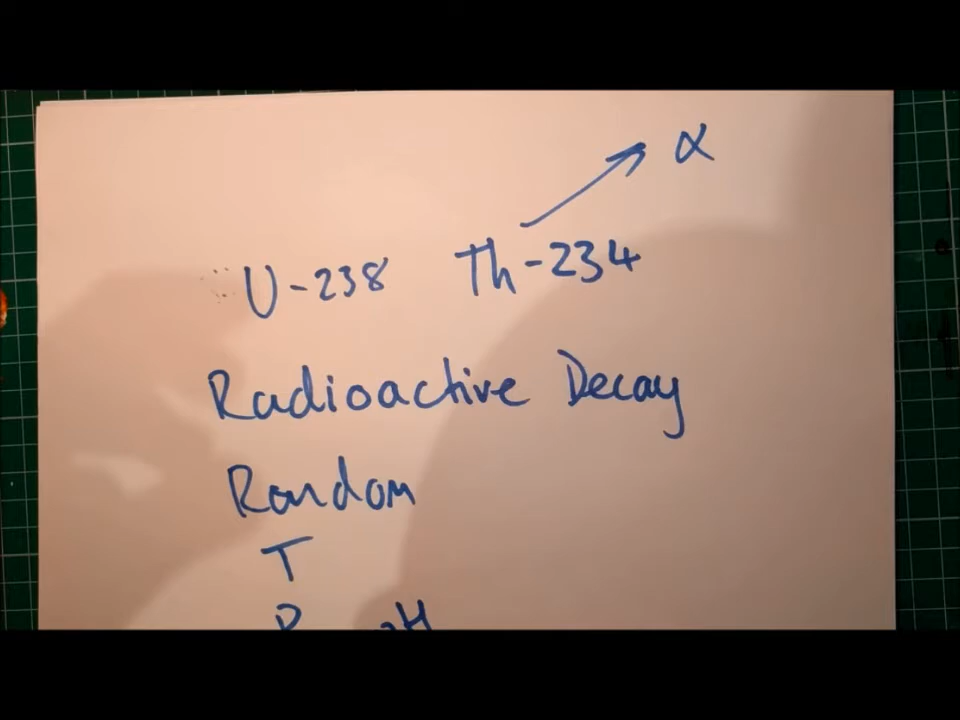 α
U-238 Th-234
Radioactive Decay
Random
T